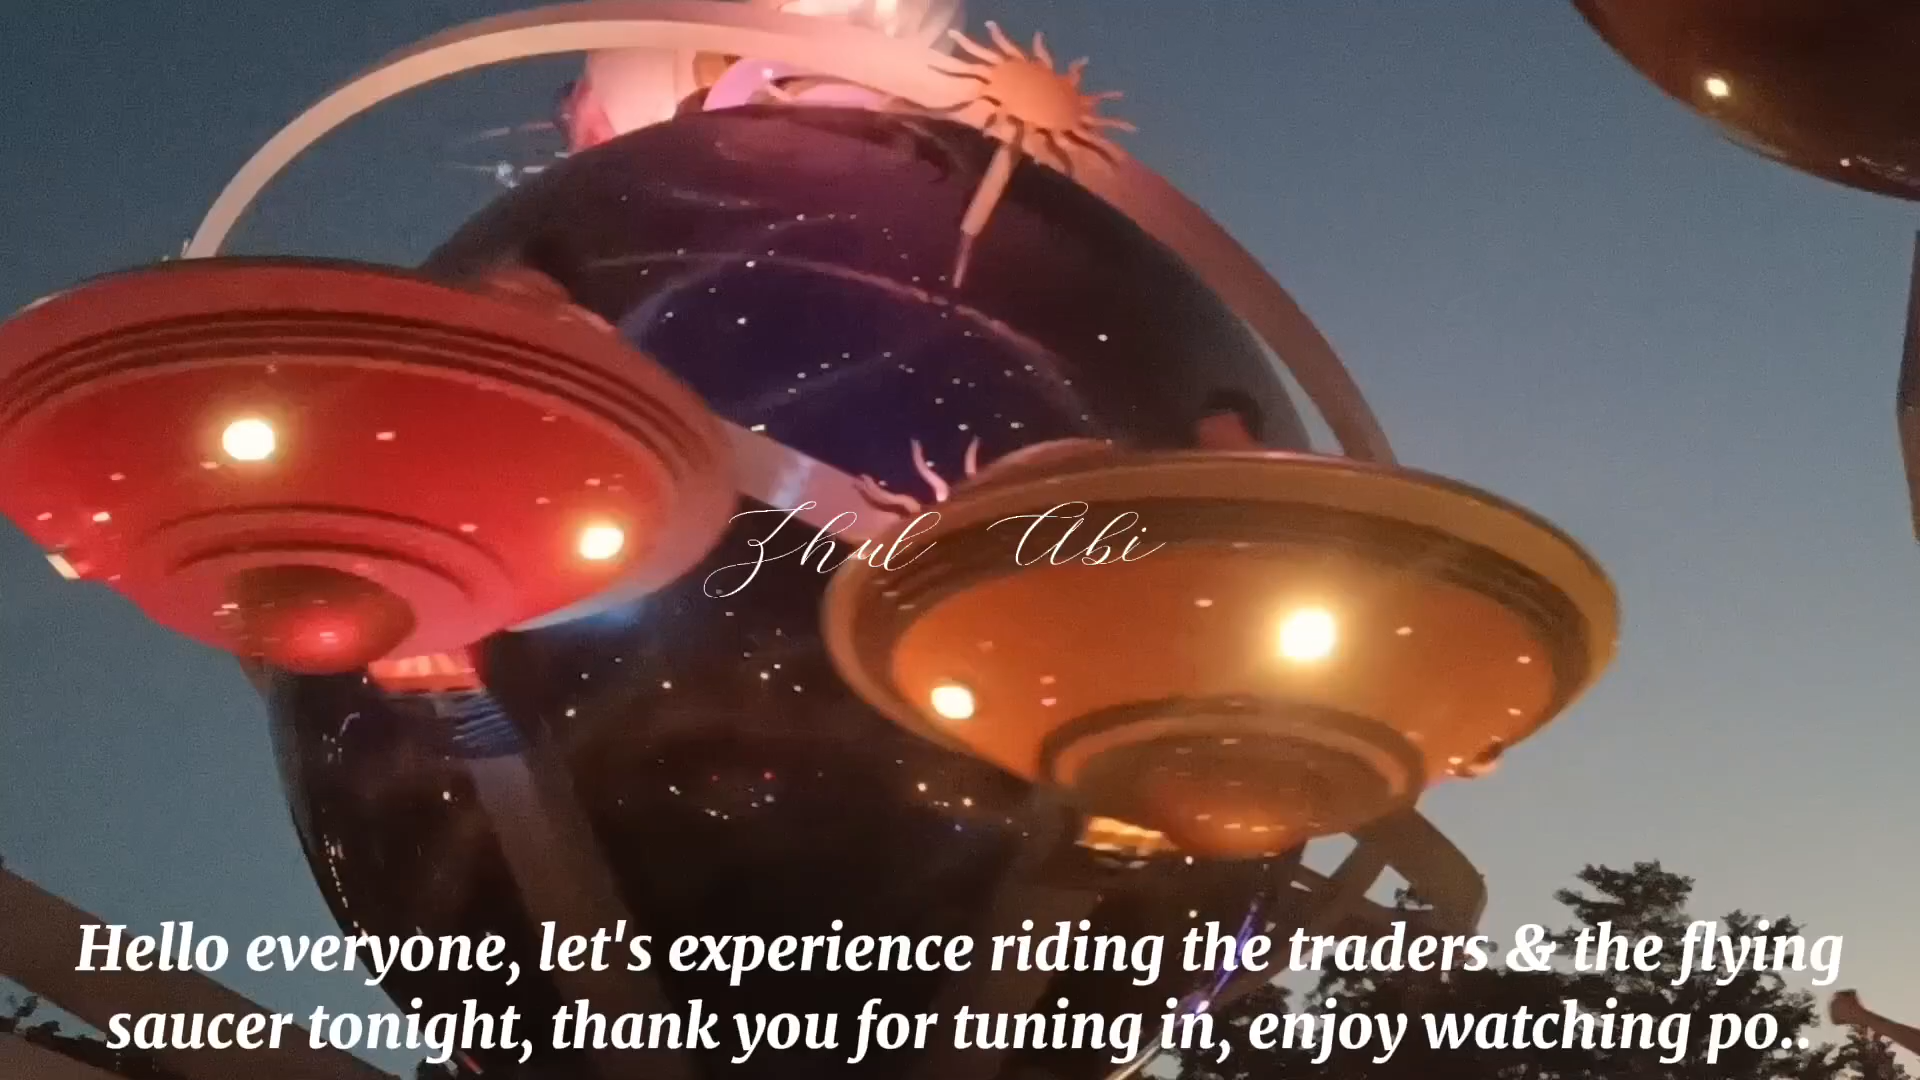 Zhul Abi
Hello everyone, let's experience riding the traders & the flying
saucer tonight, thank you for tuning in, enjoy watching po..